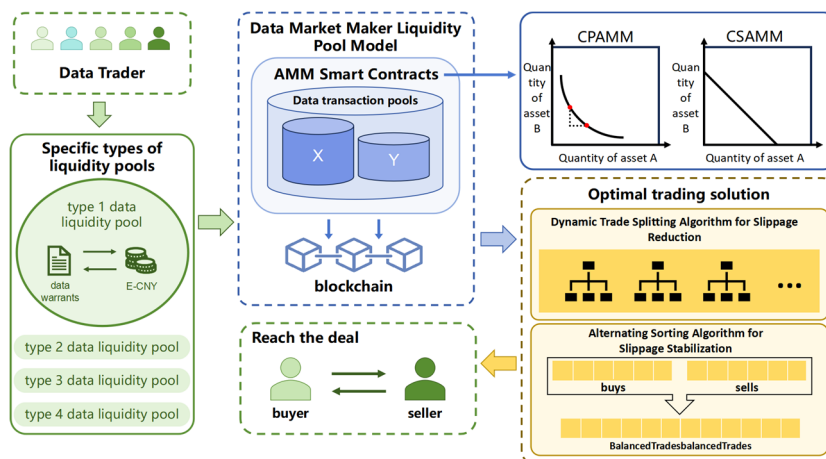 Data Trader
Specific types of
liquidity pools
type 1 data
liquidity pool
data
warrants
E-CNY
type 2 data liquidity pool
type 3 data liquidity pool
type 4 data liquidity pool
Data Market Maker Liquidity
Pool Model
AMM Smart Contracts
Data transaction pools
X
Y
blockchain
CPAMM
Quan
tity
of
asset
B
Quantity of asset A
CSAMM
Quan
tity
of
asset
B
Quantity of asset A
Optimal trading solution
Dynamic Trade Splitting Algorithm for Slippage
Reduction
Alternating Sorting Algorithm for
Slippage Stabilization
buys
sells
BalancedTradesbalancedTrades
Reach the deal
buyer
seller